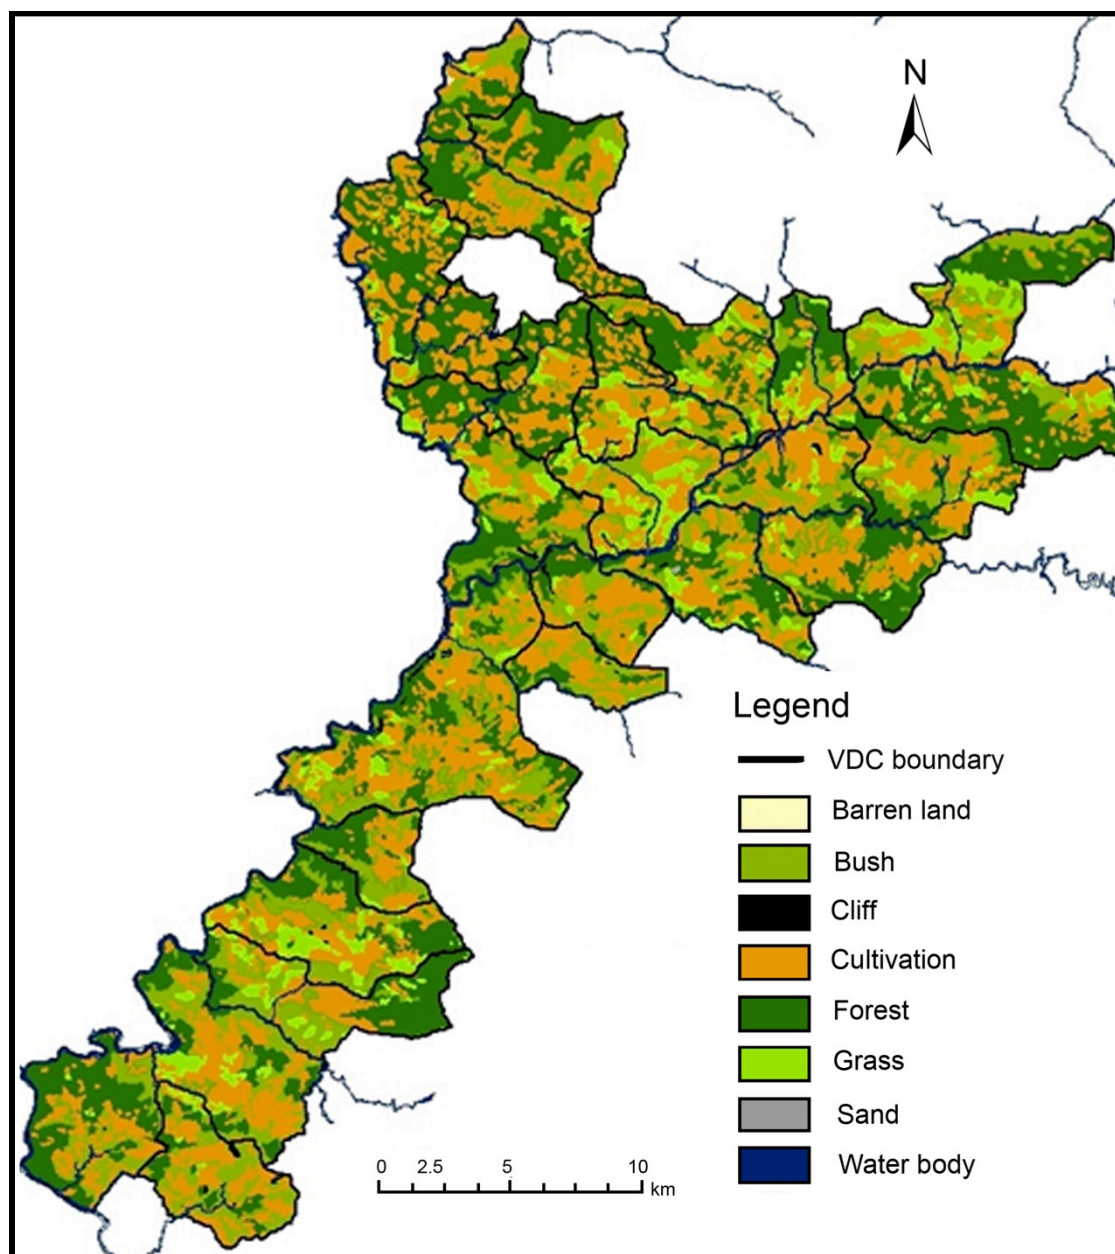 N
Legend
VDC boundary
Barren land
Bush
Cliff
Cultivation
Forest
Grass
Sand
Water body
0 2.5 5 10
km